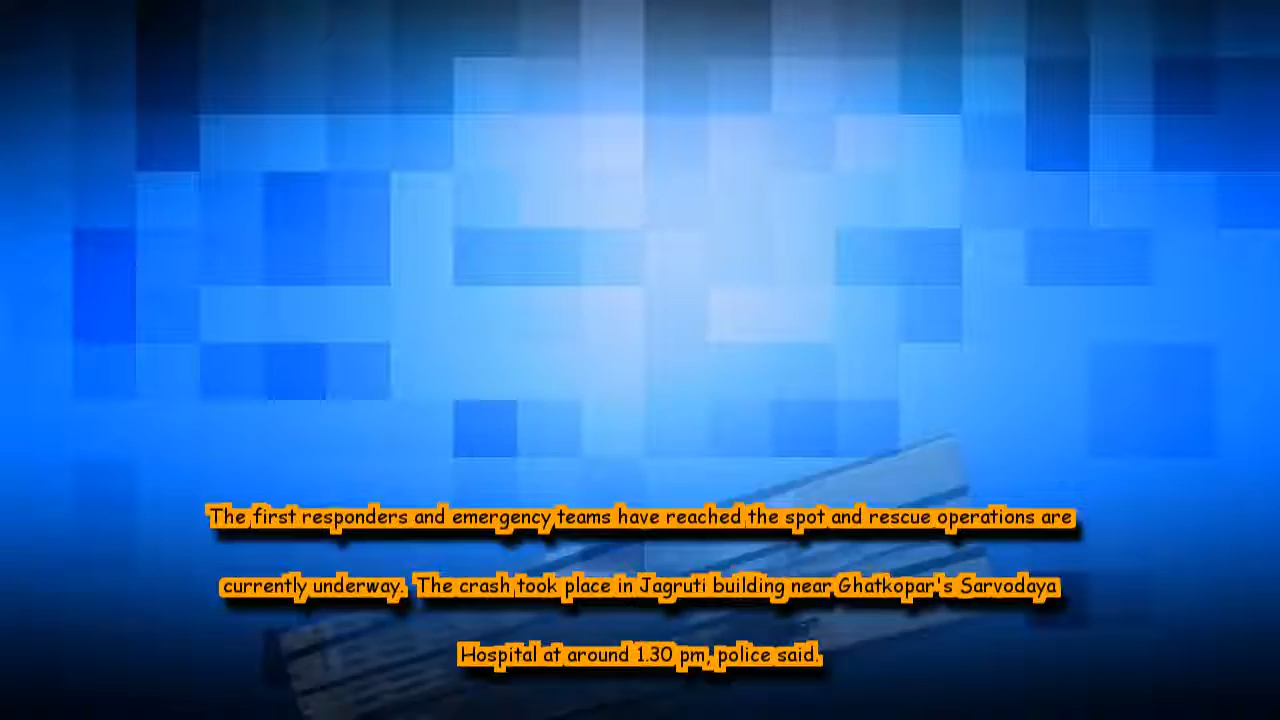 The first responders and emergency teams have reached the spot and rescue operations are
currently underway. The crash took place in Jagruti building near Ghatkopar's Sarvodaya
Hospital at around 1.30 pm, police said.